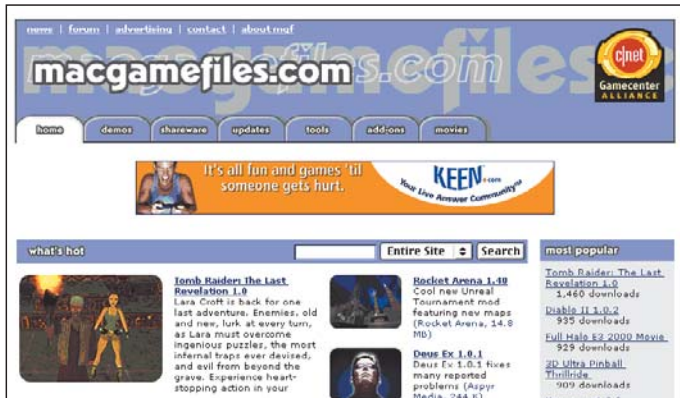 news | forum | advertising | contact | about mgf
macgamefiles.com
c|net
Gamecenter
ALLIANCE
home
demos
shareware
updates
tools
add-ons
movies
It's all fun and games 'til
someone gets hurt.
KEEN.com
Your Live Answer Community
what's hot
Entire Site
Search
most popular
Tomb Raider: The Last
Revelation 1.0
Lara Croft is back for one
last adventure. Enemies, old
and new, lurk at every turn,
as Lara must overcome
ingenious puzzles, the most
infernal traps ever devised,
and evil from beyond the
grave. Experience heart-
stopping action in your
Rocket Arena 1.40
Cool new Unreal
Tournament mod
featuring new maps
(Rocket Arena, 14.8
MB)
Deus Ex 1.0.1
Deus Ex 1.0.1 fixes
many reported
problems (Aspyr
Media, 244 K)
Tomb Raider: The Last
Revelation 1.0
1,460 downloads
Diablo II 1.0.2
935 downloads
Full Halo E3 2000 Movie
929 downloads
3D Ultra Pinball
Thrillride
909 downloads